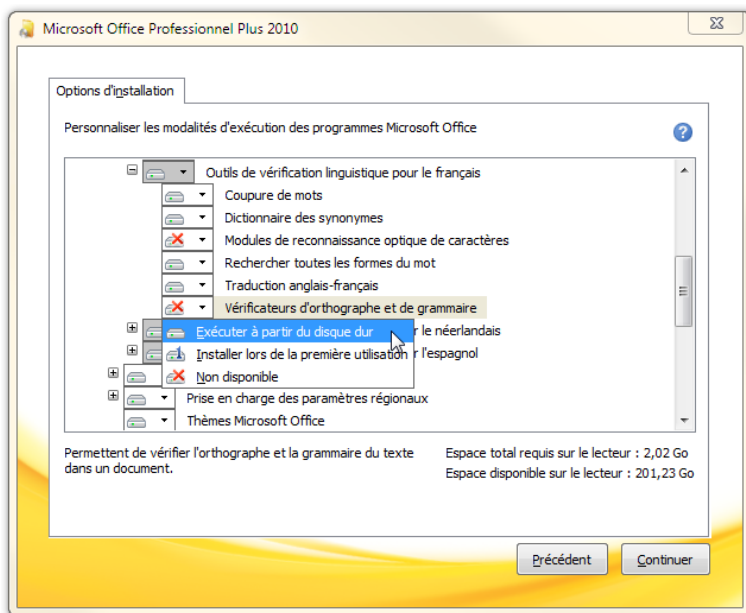 Microsoft Office Professionnel Plus 2010
Options d'installation
Personnaliser les modalités d'exécution des programmes Microsoft Office
Outils de vérification linguistique pour le français
Coupure de mots
Dictionnaire des synonymes
Modules de reconnaissance optique de caractères
Rechercher toutes les formes du mot
Traduction anglais-français
Vérificateurs d'orthographe et de grammaire
Exécuter à partir du disque dur r le néerlandais
Installer lors de la première utilisation r l'espagnol
Non disponible
Prise en charge des paramètres régionaux
Thèmes Microsoft Office
Permettent de vérifier l'orthographe et la grammaire du texte
dans un document.
Espace total requis sur le lecteur : 2,02 Go
Espace disponible sur le lecteur : 201,23 Go
Précédent
Continuer